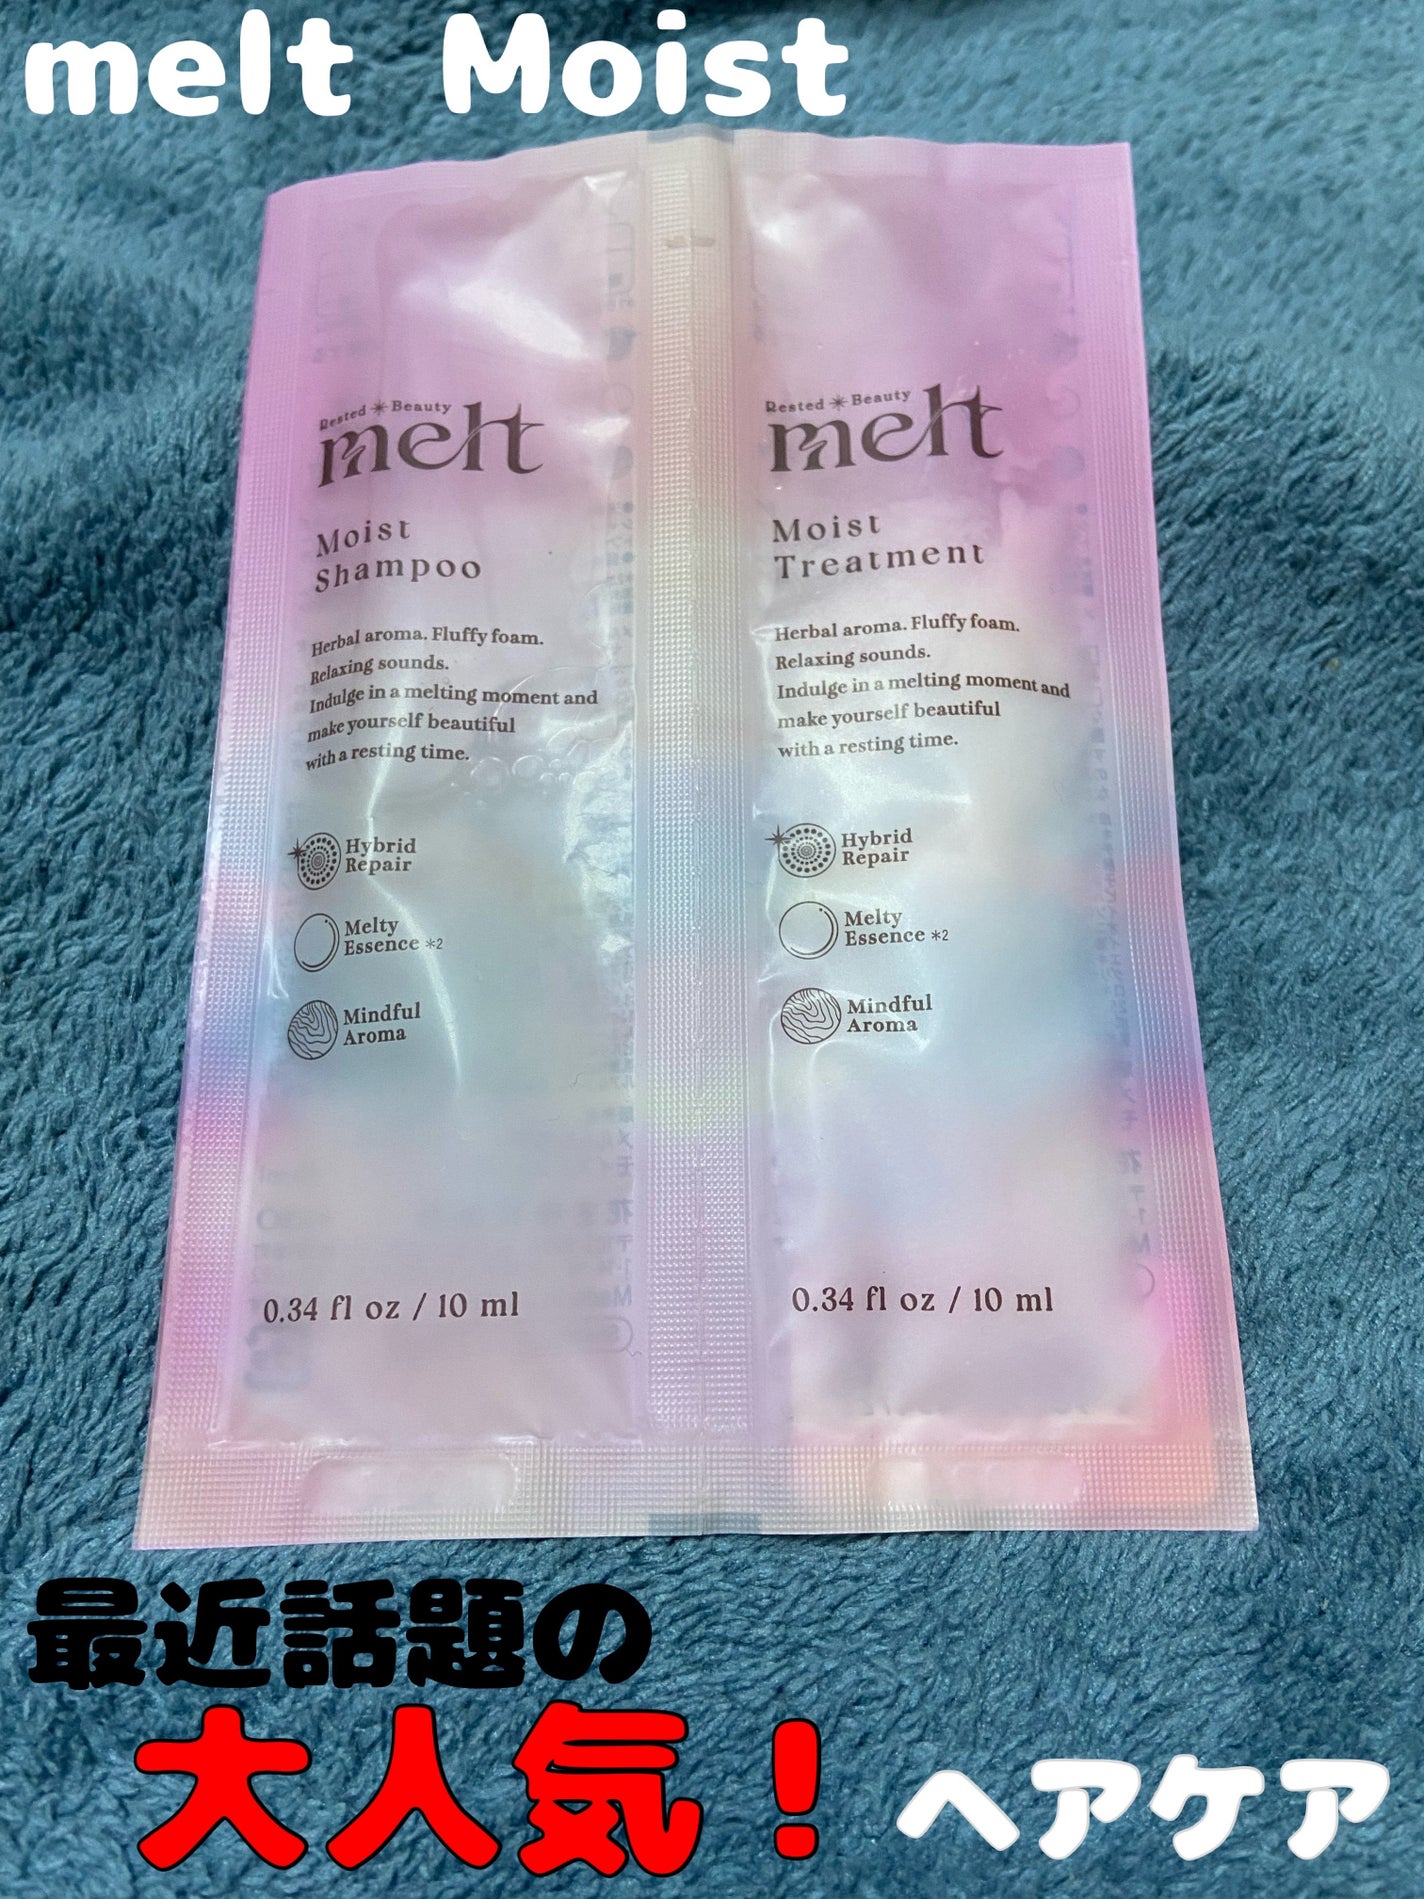 melt Moist
Rested Beauty
melt
Moist
Shampoo
Herbal aroma. Fluffy foam.
Relaxing sounds.
Indulge in a melting moment and
make yourself beautiful
with a resting time.
Hybrid
Repair
Melty
Essence *2
Mindful
Aroma
0.34 fl oz / 10 ml
Rested Beauty
melt
Moist
Treatment
Herbal aroma. Fluffy foam.
Relaxing sounds.
Indulge in a melting moment and
make yourself beautiful
with a resting time.
Hybrid
Repair
Melty
Essence *2
Mindful
Aroma
0.34 fl oz / 10 ml
最近話題の
大人気！
ヘアケア